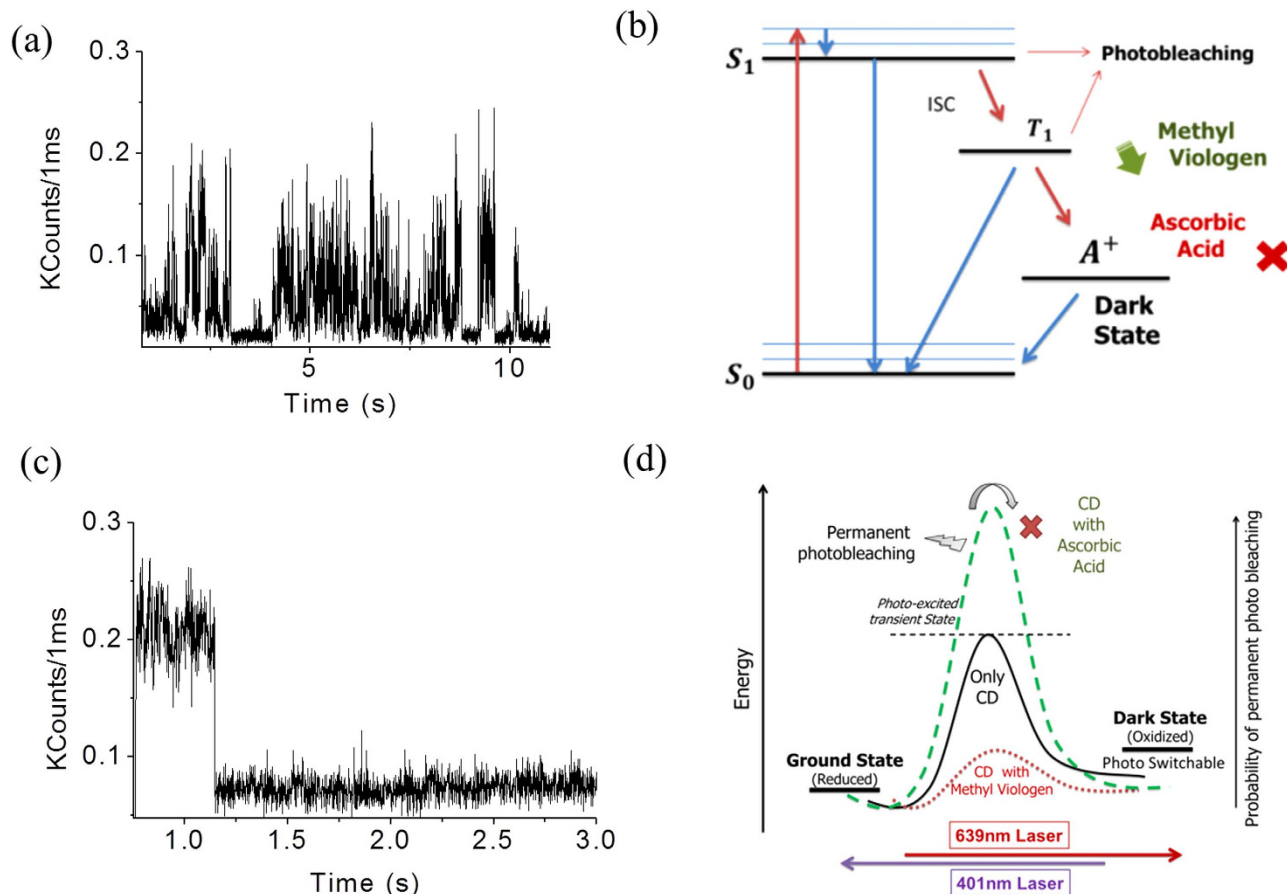 (a)
0.3
0.2
0.1
KCounts/1ms
5
10
Time (s)
(b)
S₁
Photobleaching
ISC
T₁
Methyl
Viologen
Ascorbic
Acid
A⁺
Dark
State
S₀
(c)
0.3
0.2
0.1
KCounts/1ms
1.0
1.5
2.0
2.5
3.0
Time (s)
(d)
Permanent
photobleaching
CD
with
Ascorbic
Acid
Photo-excited
transient State
Only
CD
Energy
Probability of permanent photo bleaching
Dark State
(Oxidized)
Photo Switchable
Ground State
(Reduced)
CD with
Methyl Viologen
639nm Laser
401nm Laser